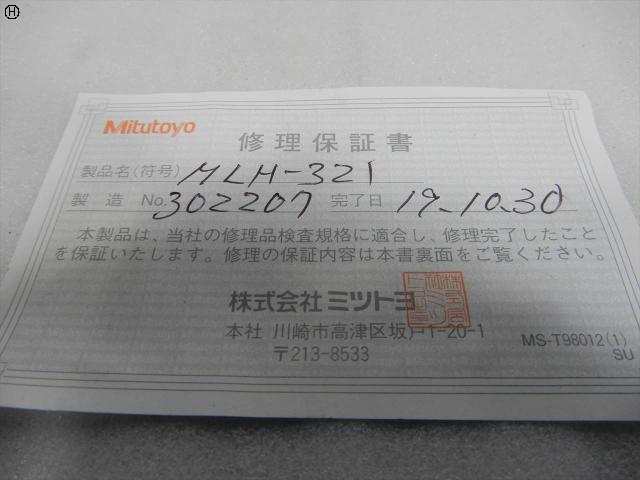 H
Mitutoyo
修理保証書
製品名(符号) MLH-321
製造 No. 302207 完了日 19.10.30
本製品は、当社の修理品検査規格に適合し、修理完了したこと
を保証いたします。修理の保証内容は本書裏面をご覧ください。
株式会社 ミツトヨ
本社 川崎市高津区坂戸1-20-1
〒213-8533
MS-T98012(1)
SU